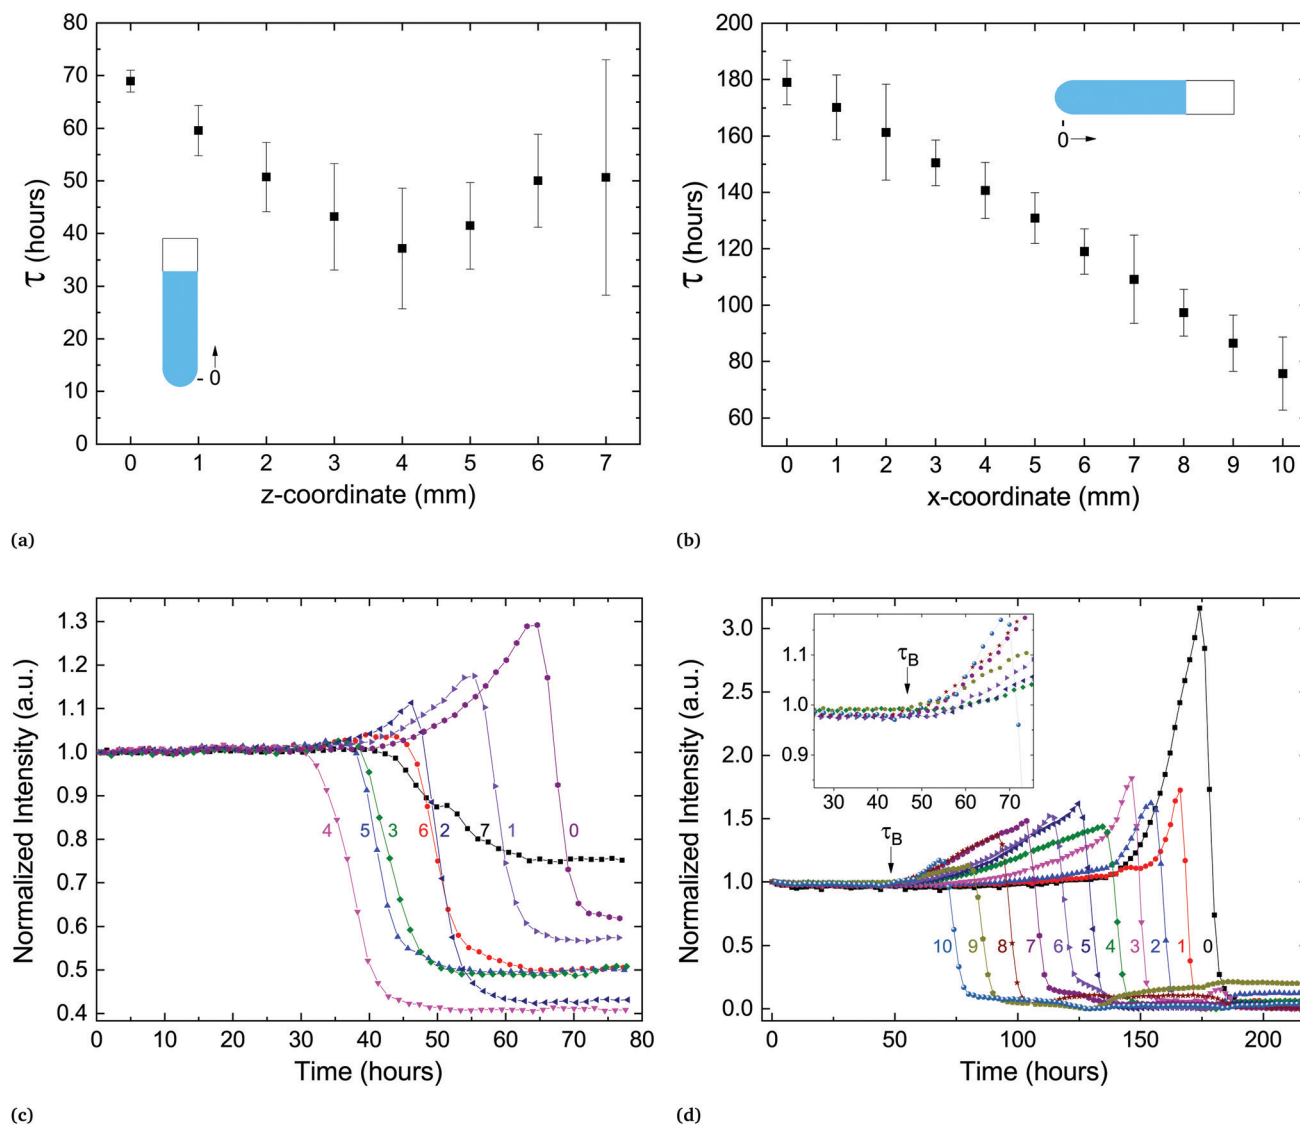 80
70
60
50
40
30
20
10
0
τ (hours)
0
0 1 2 3 4 5 6 7
z-coordinate (mm)
(a)
200
180
160
140
120
100
80
60
τ (hours)
0
0 1 2 3 4 5 6 7 8 9 10
x-coordinate (mm)
(b)
1.3
1.2
1.1
1.0
0.9
0.8
0.7
0.6
0.5
0.4
Normalized Intensity (a.u.)
4 5 3 6 2 7 1 0
0 10 20 30 40 50 60 70 80
Time (hours)
(c)
3.0
2.5
2.0
1.5
1.0
0.5
0.0
Normalized Intensity (a.u.)
1.1
1.0
0.9
τB
30 40 50 60 70
τB
10 9 8 7 6 5 4 3 2 1 0
0 50 100 150 200
Time (hours)
(d)